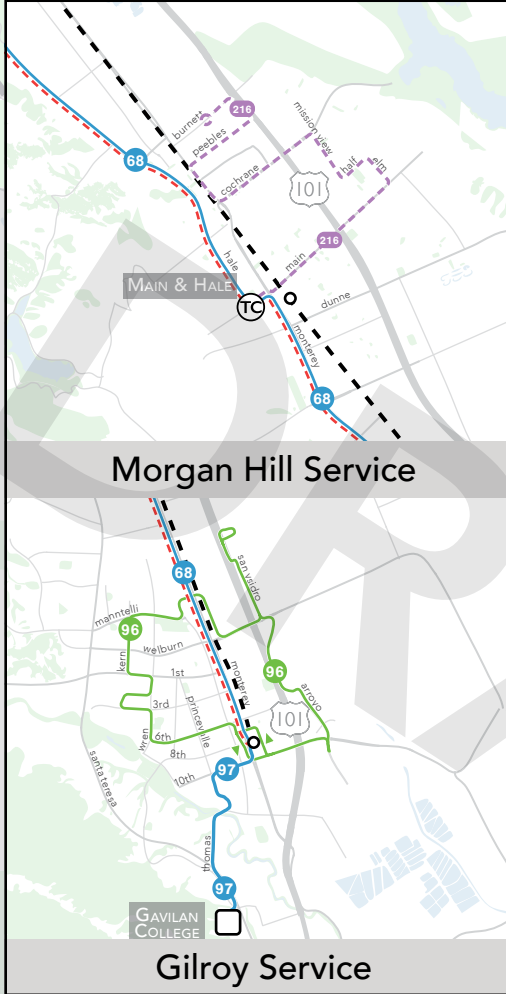 burnett
216
peebles
mission view
half
elm
68
cochrane
101
216
hale
main
MAIN & HALE
TC
dunne
monterey
68
Morgan Hill Service
68
san ysidro
manntelli
96
welburn
kern
1st
monterey
96
arroyo
3rd
princeville
101
wren
6th
8th
santa teresa
97
10th
thomas
97
GAVILAN
COLLEGE
Gilroy Service
DR